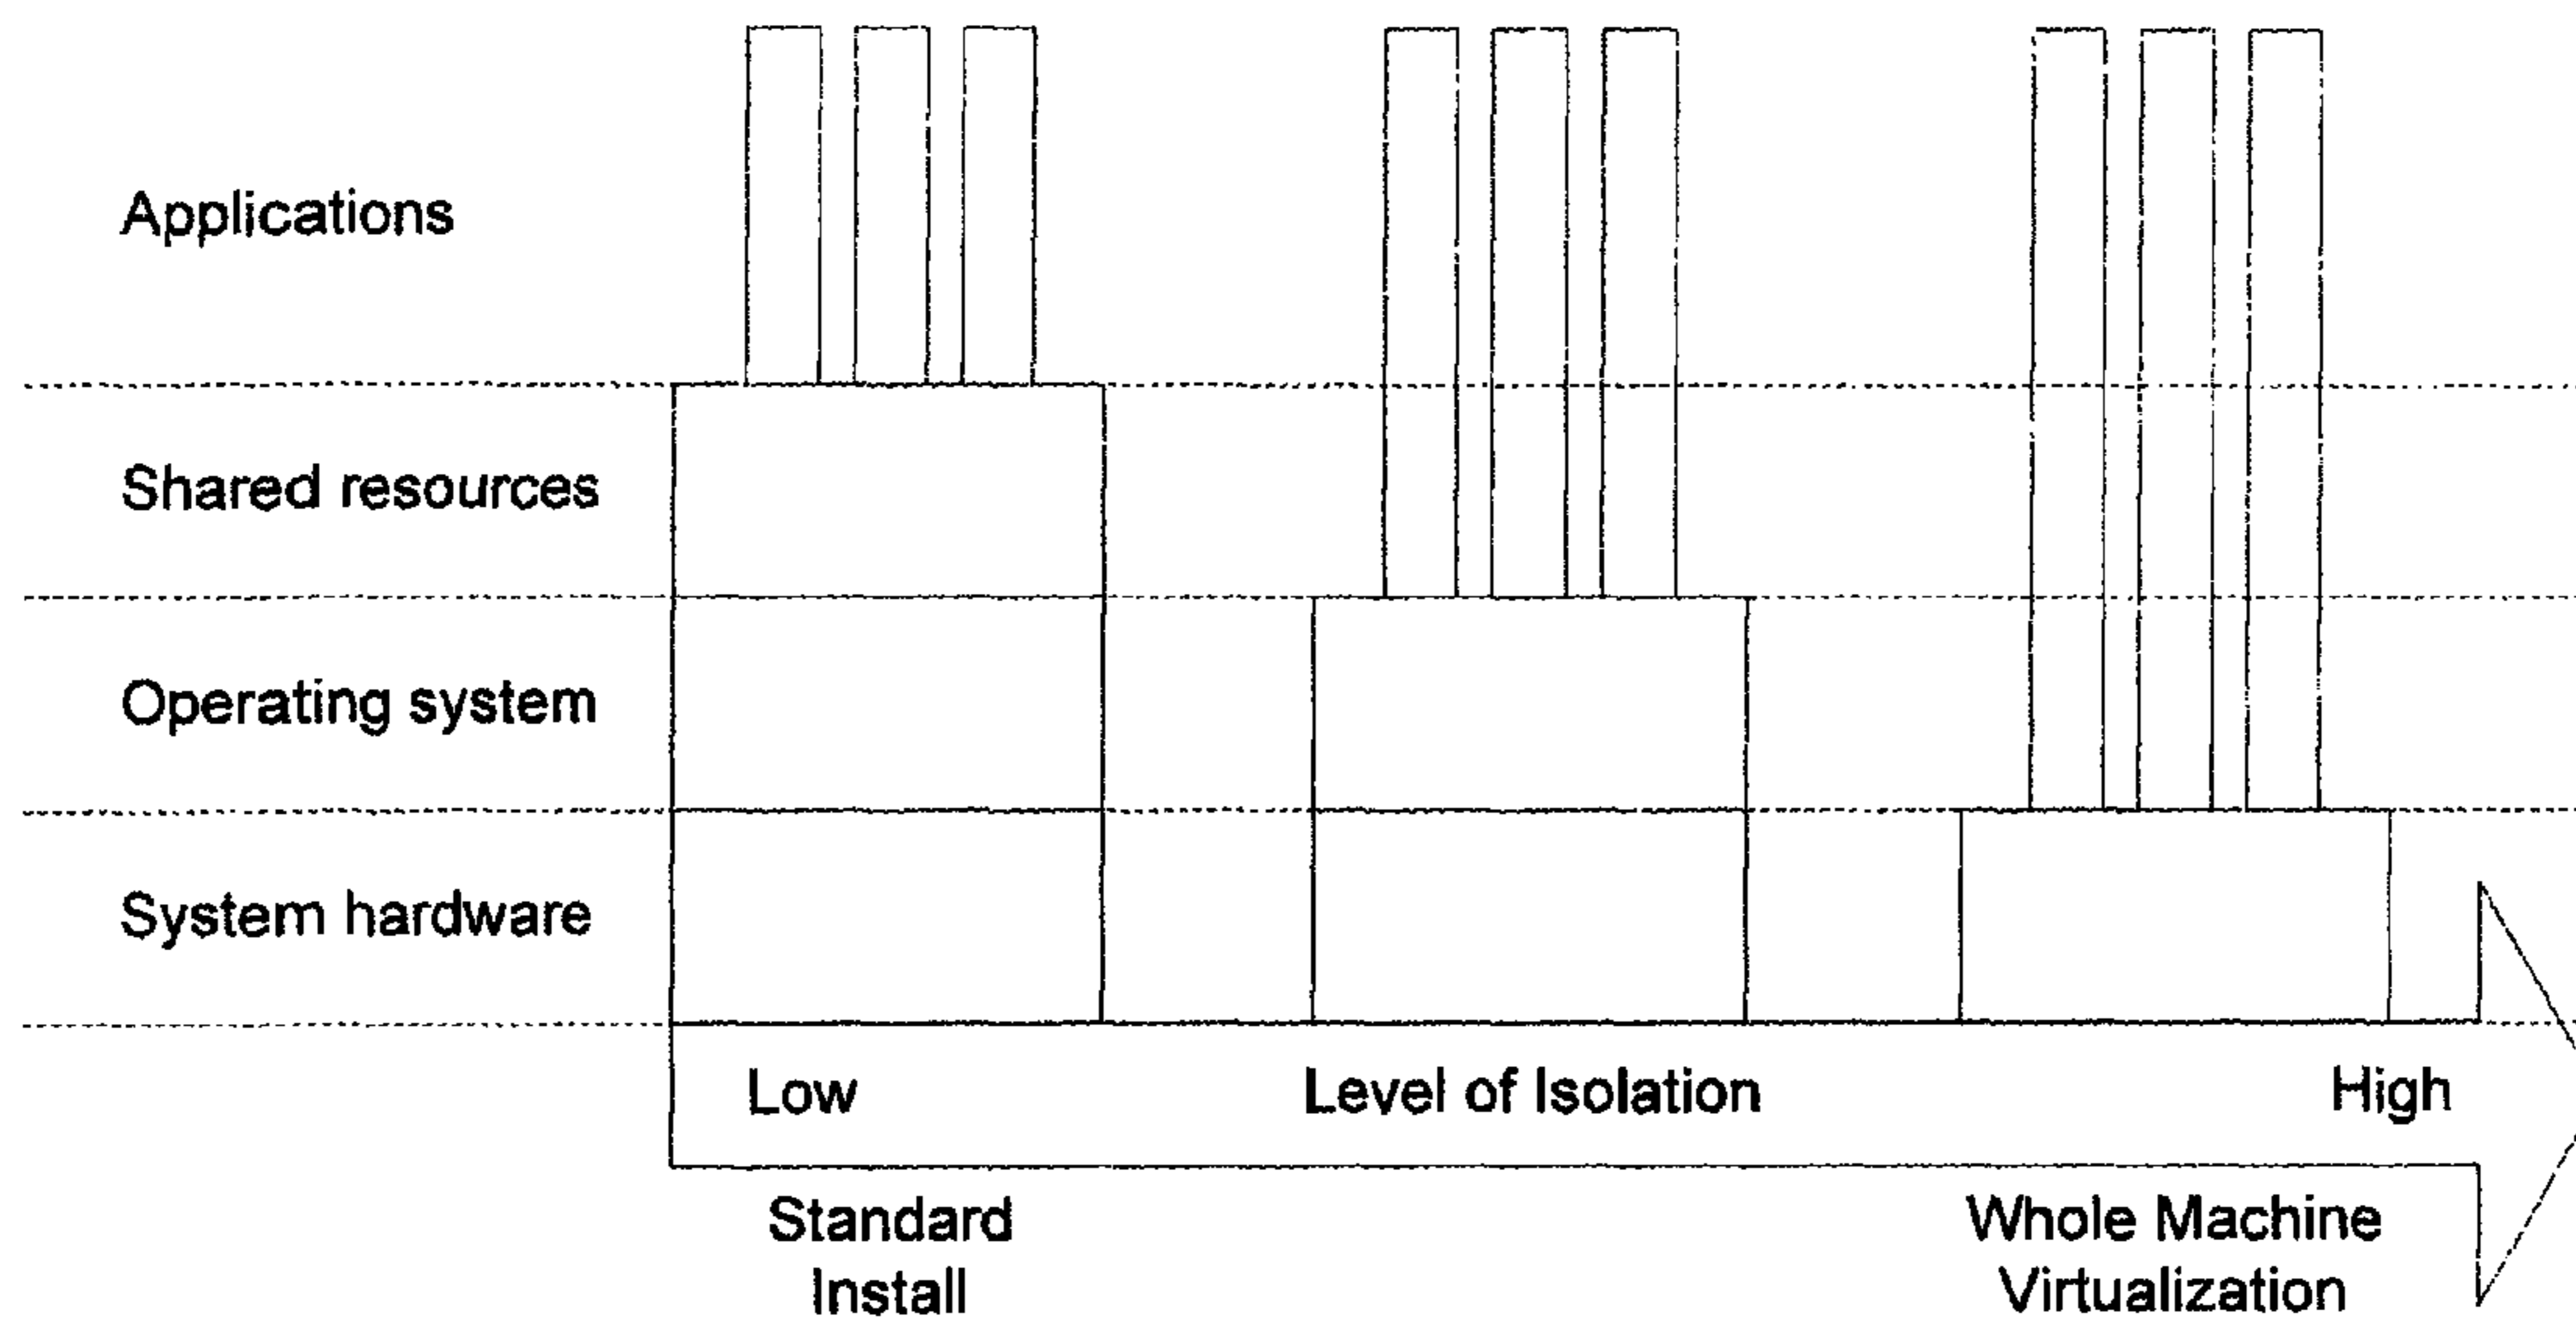 Applications
Shared resources
Operating system
System hardware
Low Level of Isolation High
Standard
Install
Whole Machine
Virtualization